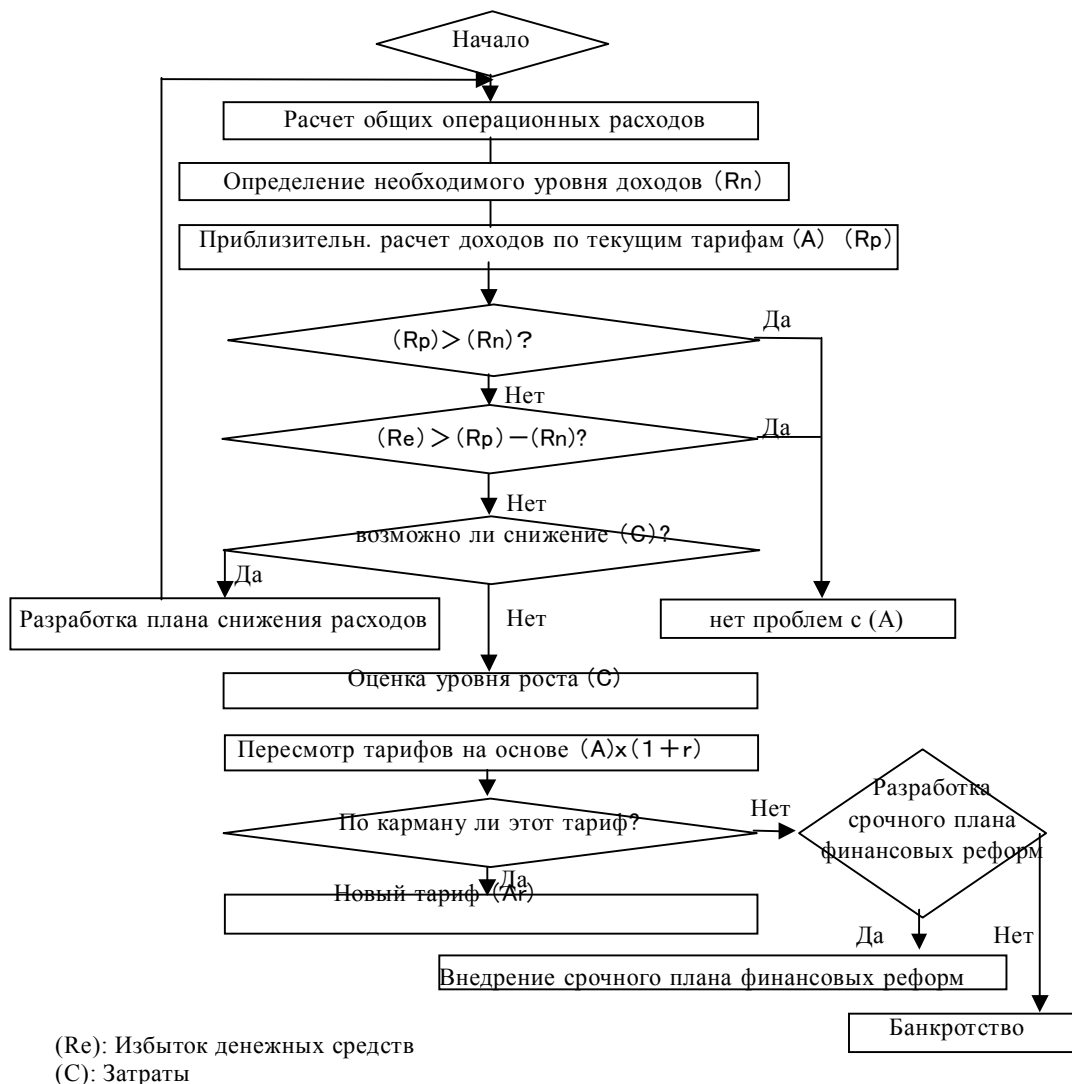 Начало
Расчет общих операционных расходов
Определение необходимого уровня доходов (Rn)
Приблизительн. расчет доходов по текущим тарифам (A) (Rp)
(Rp)＞(Rn)?
Да
Нет
(Re)＞(Rp)－(Rn)?
Да
Нет
возможно ли снижение (C)?
Да
Разработка плана снижения расходов
Нет
нет проблем с (A)
Оценка уровня роста (C)
Пересмотр тарифов на основе (A)x(1＋r)
По карману ли этот тариф?
Нет
Разработка
срочного плана
финансовых реформ
Да
Новый тариф (Ar)
Да
Нет
Внедрение срочного плана финансовых реформ
Банкротство
(Re): Избыток денежных средств
(C): Затраты